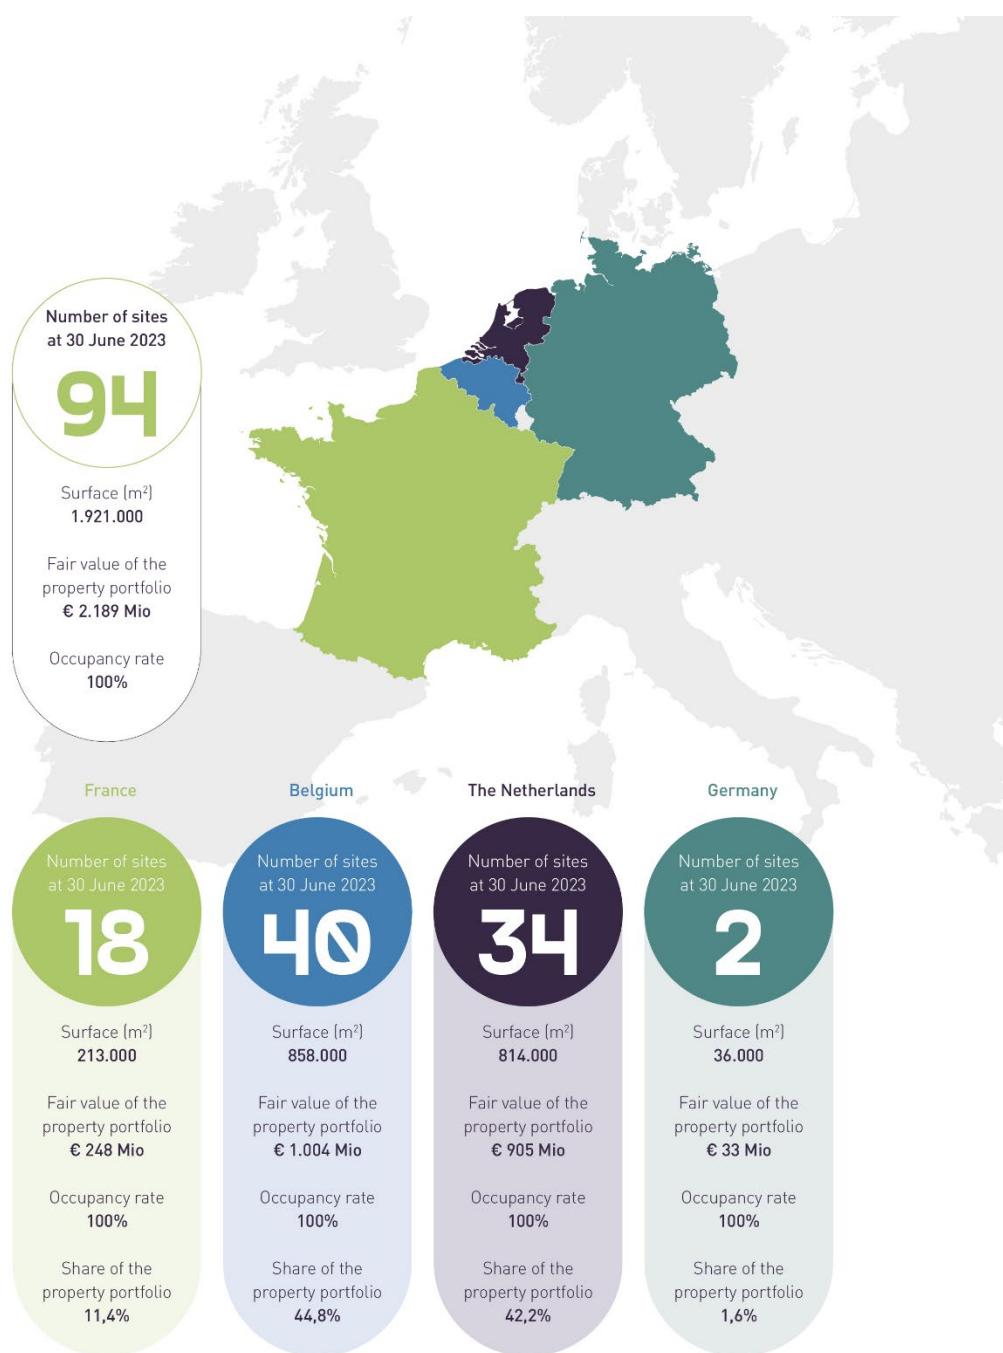 Number of sites
at 30 June 2023
94
Surface (m²)
1.921.000
Fair value of the
property portfolio
€ 2.189 Mio
Occupancy rate
100%
France
Number of sites
at 30 June 2023
18
Surface (m²)
213.000
Fair value of the
property portfolio
€ 248 Mio
Occupancy rate
100%
Share of the
property portfolio
11,4%
Belgium
Number of sites
at 30 June 2023
40
Surface (m²)
858.000
Fair value of the
property portfolio
€ 1.004 Mio
Occupancy rate
100%
Share of the
property portfolio
44,8%
The Netherlands
Number of sites
at 30 June 2023
34
Surface (m²)
814.000
Fair value of the
property portfolio
€ 905 Mio
Occupancy rate
100%
Share of the
property portfolio
42,2%
Germany
Number of sites
at 30 June 2023
2
Surface (m²)
36.000
Fair value of the
property portfolio
€ 33 Mio
Occupancy rate
100%
Share of the
property portfolio
1,6%